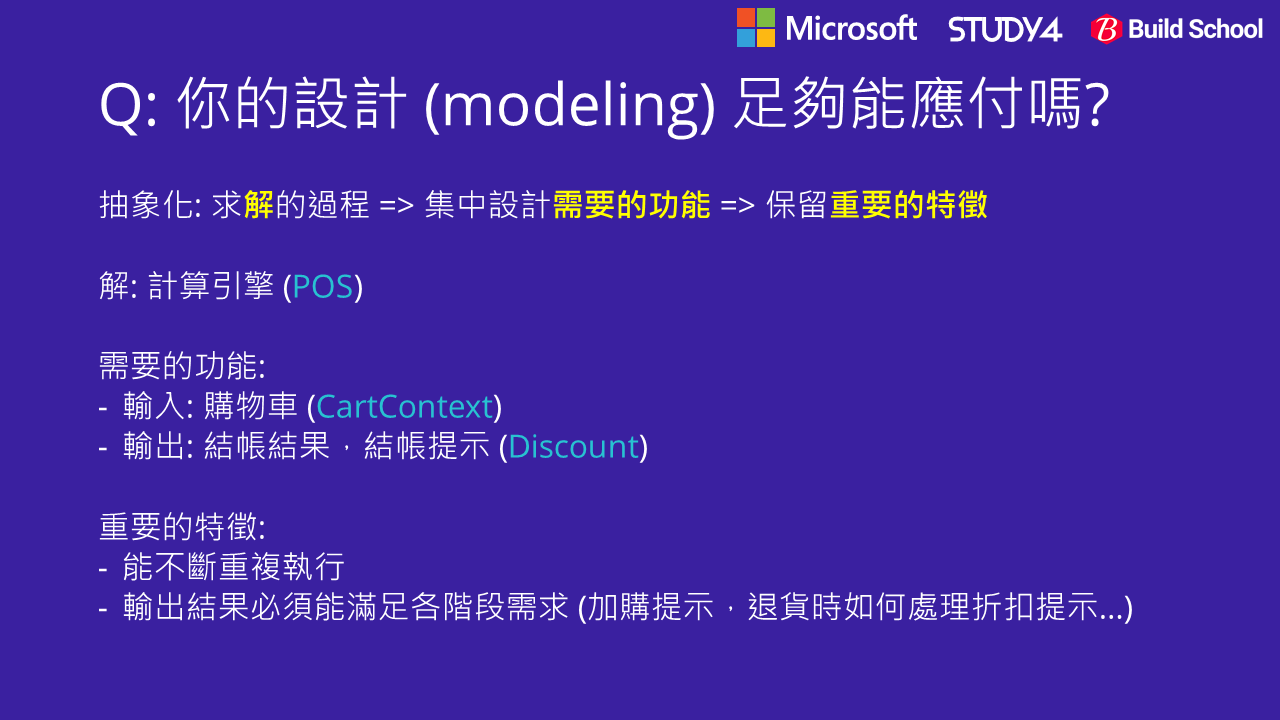 Microsoft STUDY4 Build School
Q: 你的設計 (modeling) 足夠能應付嗎?
抽象化: 求解的過程 => 集中設計需要的功能 => 保留重要的特徵
解: 計算引擎 (POS)
需要的功能:
- 輸入: 購物車 (CartContext)
- 輸出: 結帳結果，結帳提示 (Discount)
重要的特徵:
- 能不斷重複執行
- 輸出結果必須能滿足各階段需求 (加購提示，退貨時如何處理折扣提示…)